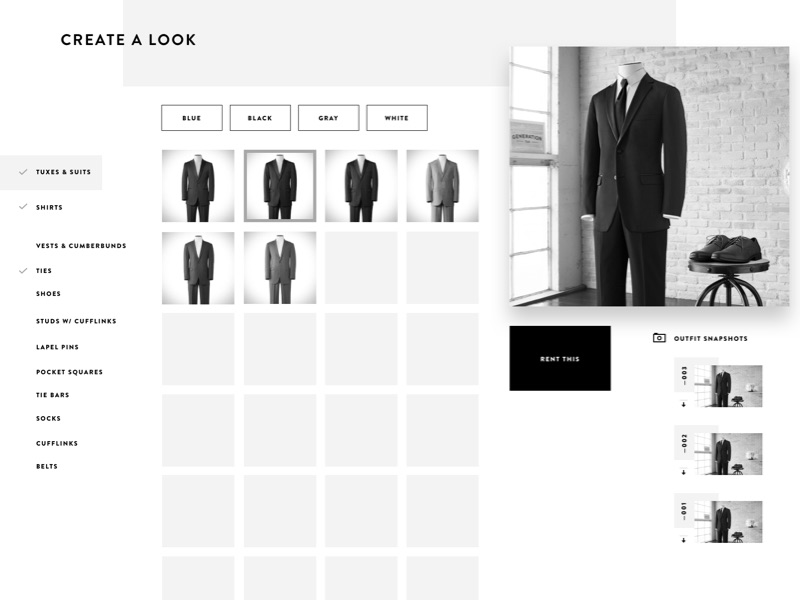 CREATE A LOOK
BLUE
BLACK
GRAY
WHITE
TUXES & SUITS
SHIRTS
VESTS & CUMBERBUNDS
TIES
SHOES
STUDS W/ CUFFLINKS
LAPEL PINS
POCKET SQUARES
TIE BARS
SOCKS
CUFFLINKS
BELTS
GENERATION
RENT THIS
OUTFIT SNAPSHOTS
—003
—002
—001